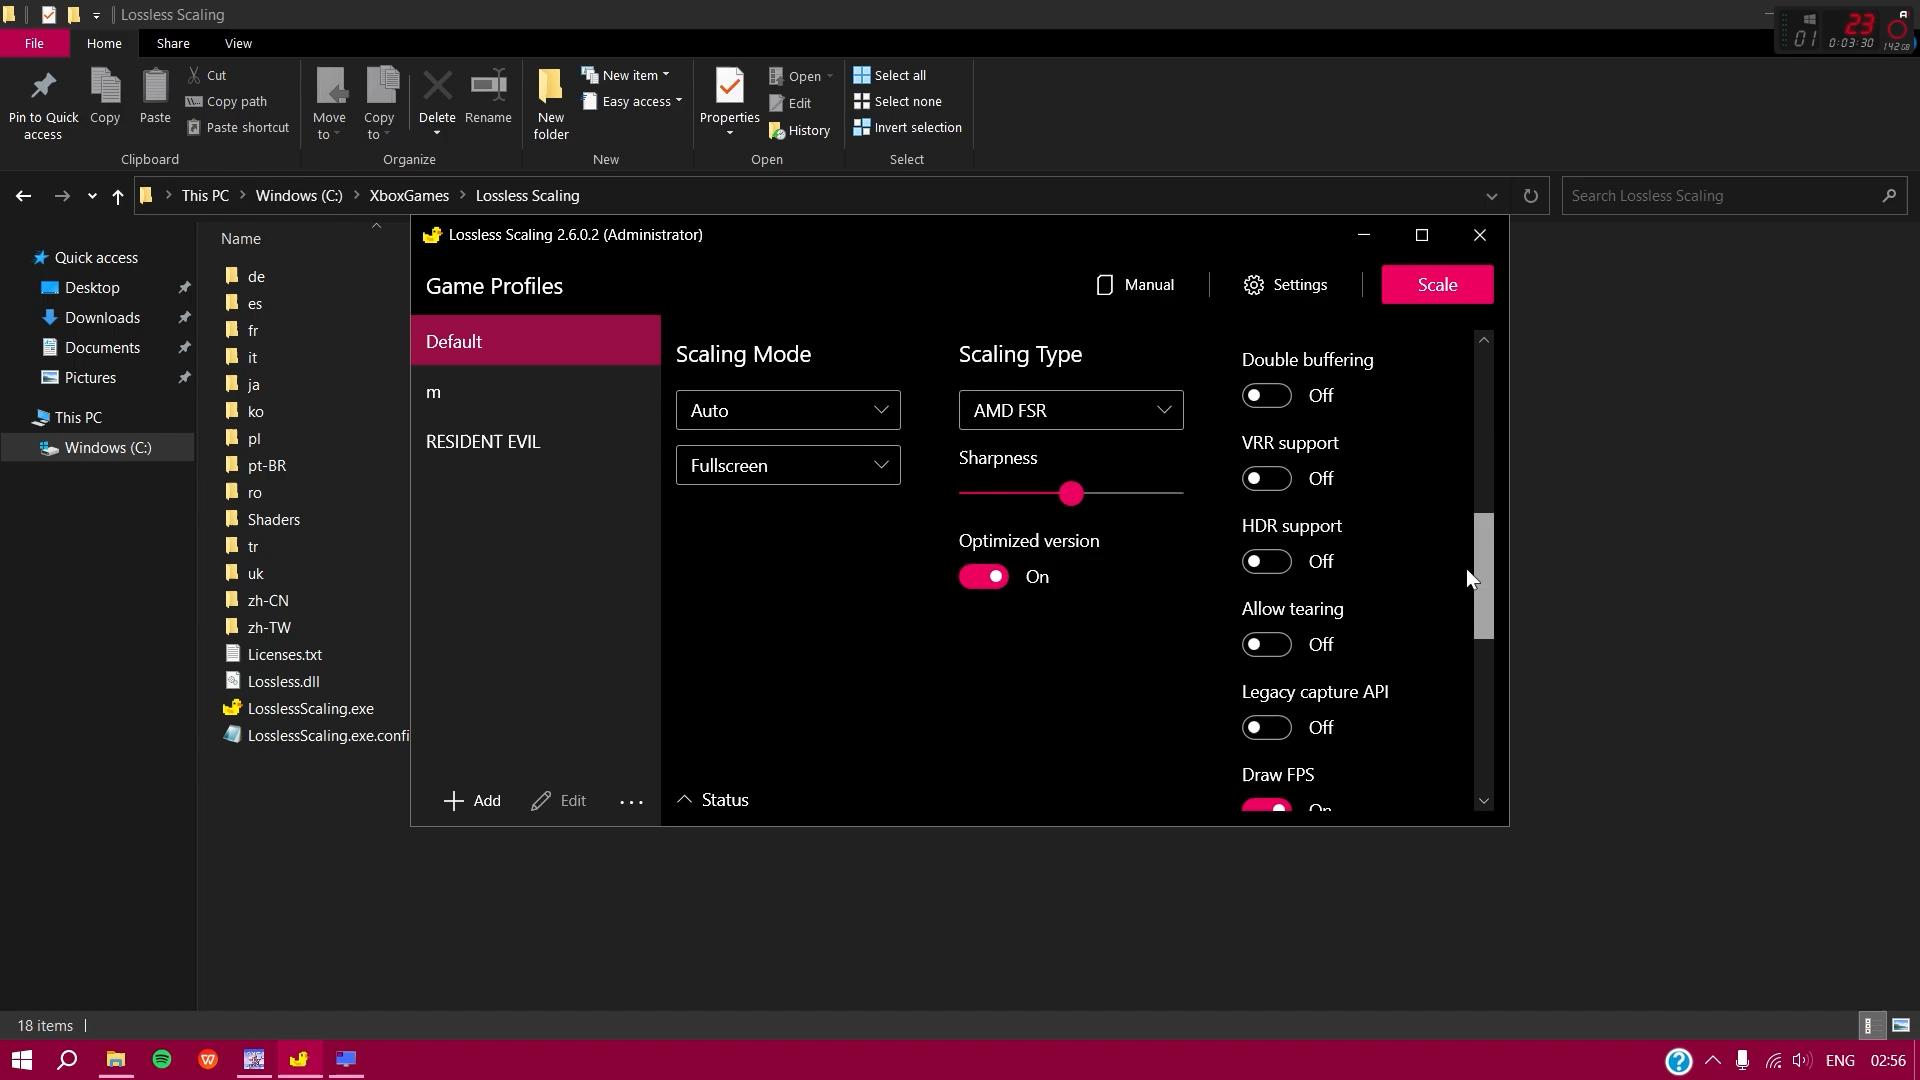 Lossless Scaling
File
Home
Share
View
23
01
0:03:30
142GB
Pin to Quick access
Copy
Paste
Cut
Copy path
Paste shortcut
Clipboard
Move to
Copy to
Delete
Rename
Organize
New folder
New item
Easy access
New
Properties
Open
Edit
History
Open
Select all
Select none
Invert selection
Select
This PC
Windows (C:)
XboxGames
Lossless Scaling
Search Lossless Scaling
Quick access
Desktop
Downloads
Documents
Pictures
This PC
Windows (C:)
Name
de
es
fr
it
ja
ko
pl
pt-BR
ro
Shaders
tr
uk
zh-CN
zh-TW
Licenses.txt
Lossless.dll
LosslessScaling.exe
LosslessScaling.exe.confi
Lossless Scaling 2.6.0.2 (Administrator)
Game Profiles
Manual
Settings
Scale
Default
m
RESIDENT EVIL
Add
Edit
...
Scaling Mode
Auto
Fullscreen
Scaling Type
AMD FSR
Sharpness
Optimized version
On
Double buffering
Off
VRR support
Off
HDR support
Off
Allow tearing
Off
Legacy capture API
Off
Draw FPS
On
Status
18 items
ENG
02:56